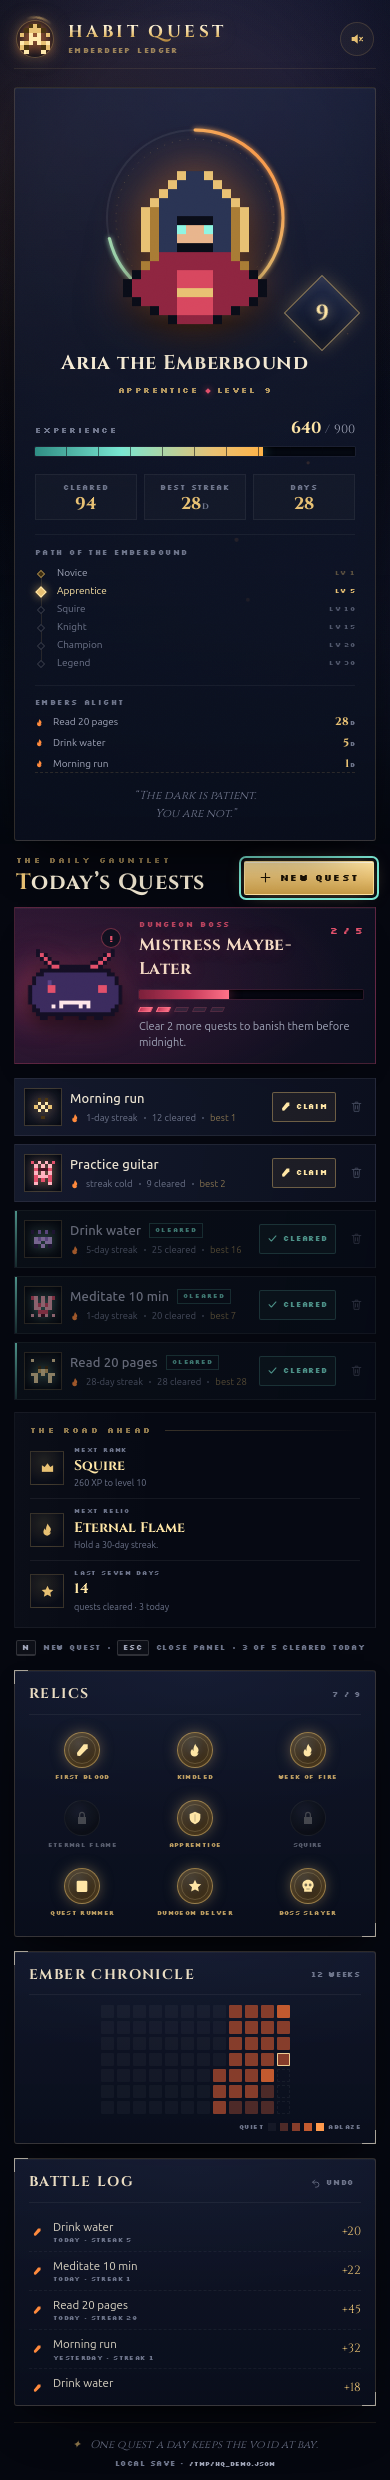 HABIT QUEST
EMBERDEEP LEDGER
9
ARIA THE EMBERBOUND
APPRENTICE ◆ LEVEL 9
EXPERIENCE 640 / 900
CLEARED BEST STREAK DAYS
94 28D 28
PATH OF THE EMBERBOUND
Novice LV 1
Apprentice LV 5
Squire LV 10
Knight LV 15
Champion LV 20
Legend LV 30
EMBERS ALIGHT
Read 20 pages 28D
Drink water 5D
Morning run 1D
“THE DARK IS PATIENT.
YOU ARE NOT.”
THE DAILY GAUNTLET
TODAY’S QUESTS
+ NEW QUEST
!
DUNGEON BOSS
MISTRESS MAYBE-
LATER
2 / 5
Clear 2 more quests to banish them before
midnight.
Morning run
1-day streak • 12 cleared • best 1
CLAIM
Practice guitar
streak cold • 9 cleared • best 2
CLAIM
Drink water CLEARED
5-day streak • 25 cleared • best 16
CLEARED
Meditate 10 min CLEARED
1-day streak • 20 cleared • best 7
CLEARED
Read 20 pages CLEARED
28-day streak • 28 cleared • best 28
CLEARED
THE ROAD AHEAD
NEXT RANK
SQUIRE
260 XP to level 10
NEXT RELIC
ETERNAL FLAME
Hold a 30-day streak.
LAST SEVEN DAYS
14
quests cleared · 3 today
N NEW QUEST · ESC CLOSE PANEL · 3 OF 5 CLEARED TODAY
RELICS 7 / 9
FIRST BLOOD KINDLED WEEK OF FIRE
ETERNAL FLAME APPRENTICE SQUIRE
QUEST RUNNER DUNGEON DELVER BOSS SLAYER
EMBER CHRONICLE 12 WEEKS
QUIET ABLAZE
BATTLE LOG UNDO
Drink water +20
TODAY · STREAK 5
Meditate 10 min +22
TODAY · STREAK 1
Read 20 pages +45
TODAY · STREAK 28
Morning run +32
YESTERDAY · STREAK 1
Drink water +18
ONE QUEST A DAY KEEPS THE VOID AT BAY.
LOCAL SAVE · /TMP/HQ_DEMO.JSON